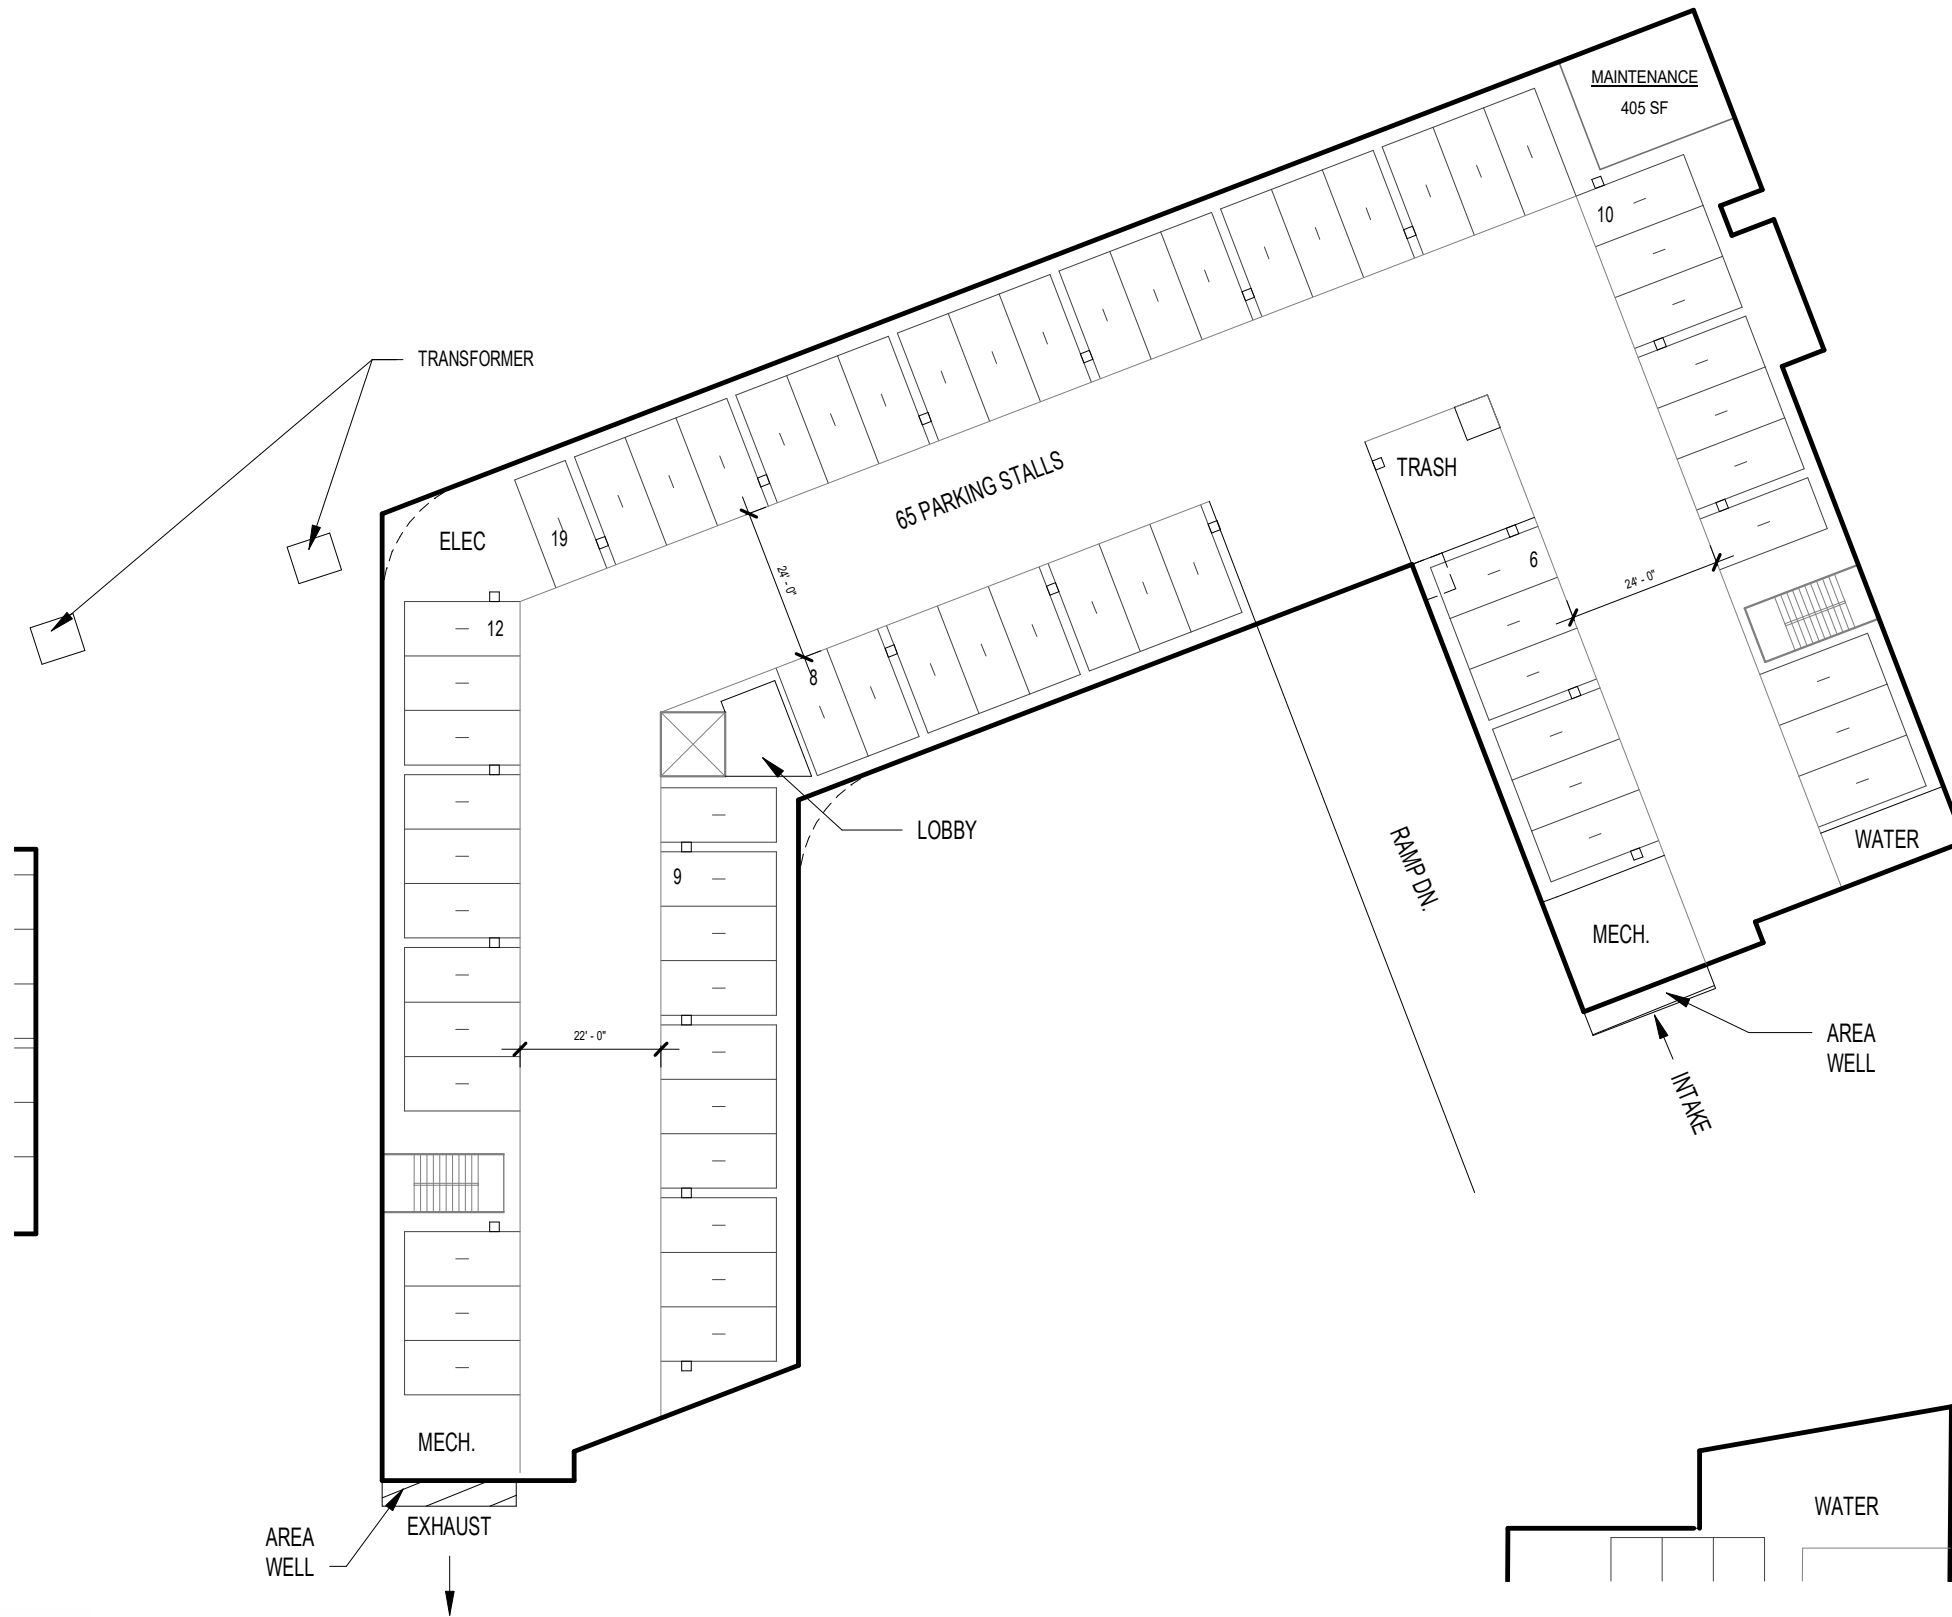 MAINTENANCE
405 SF
10
TRANSFORMER
TRASH
65 PARKING STALLS
ELEC
19
6
24' - 0"
24' - 0"
12
8
LOBBY
RAMP DN.
WATER
9
MECH.
22' - 0"
AREA
WELL
INTAKE
MECH.
WATER
EXHAUST
AREA
WELL